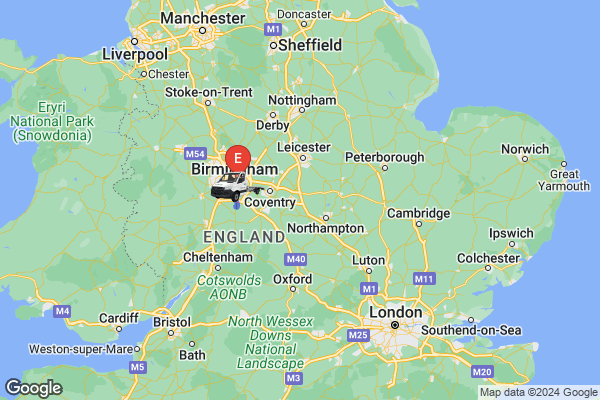 Doncaster
Manchester
M1
Liverpool
Sheffield
Chester
Stoke-on-Trent
Eryri
National Park
(Snowdonia)
Nottingham
Derby
M54
E
Leicester
Birmingham
Peterborough
Norwich
Great
Yarmouth
Coventry
Northampton
Cambridge
ENGLAND
Ipswich
Cheltenham
M40
Luton
Colchester
Cotswolds
AONB
Oxford
M1
M11
M4
Cardiff
Bristol
North Wessex
Downs
National
Landscape
London
M25
Southend-on-Sea
Weston-super-Mare
Bath
M5
M3
M20
Google
Map data ©2024 Google